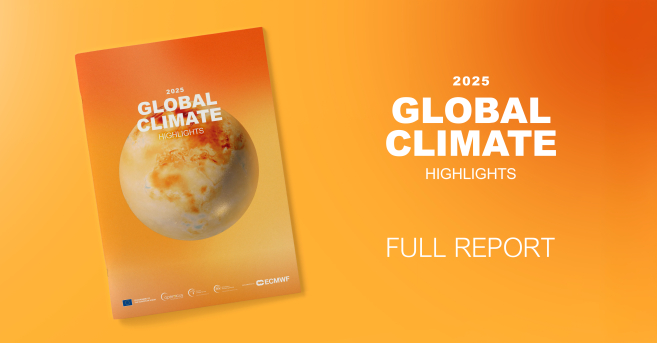 2025
GLOBAL
CLIMATE
HIGHLIGHTS
ECMWF
2025
GLOBAL
CLIMATE
HIGHLIGHTS
FULL REPORT